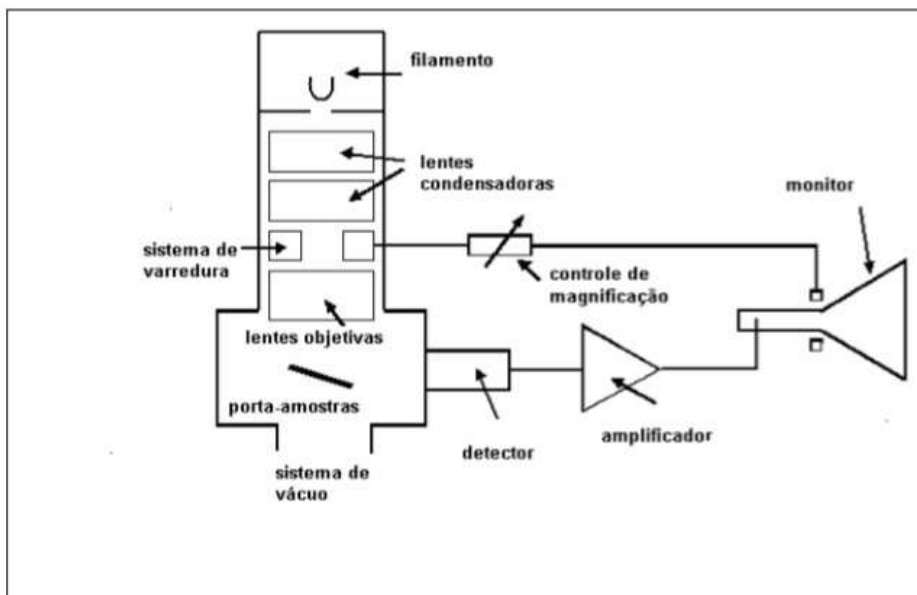 filamento
lentes
condensadoras
monitor
sistema de
varredura
controle de
magnificação
lentes objetivas
porta-amostras
amplificador
detector
sistema de
vácuo